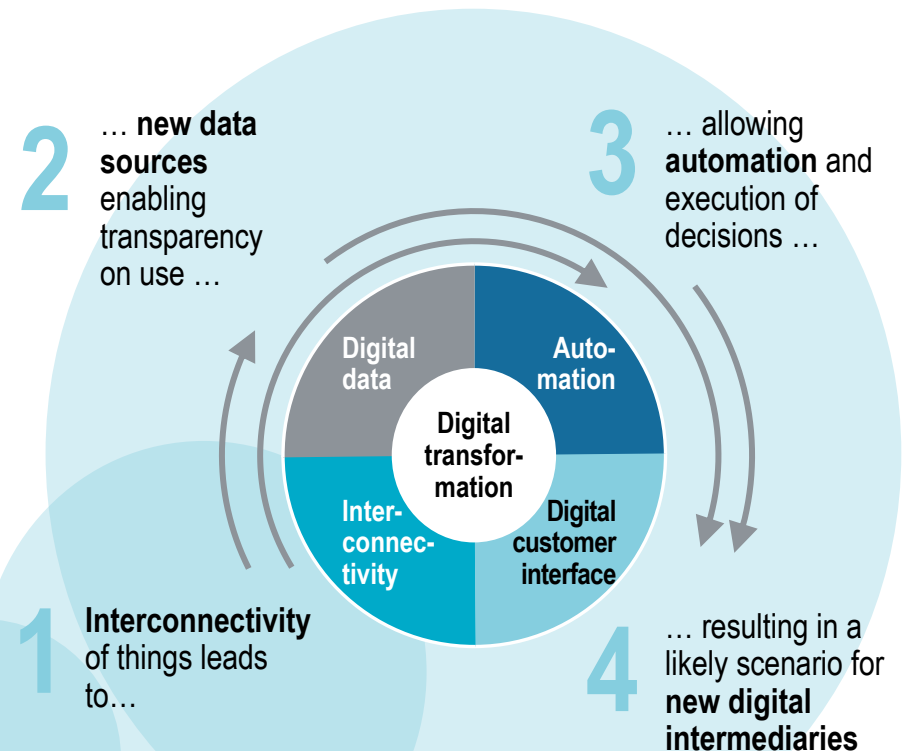 2
… new data
sources
enabling
transparency
on use …
3
… allowing
automation and
execution of
decisions …
Digital
data
Auto-
mation
Digital
transfor-
mation
Inter-
connec-
tivity
Digital
customer
interface
1
Interconnectivity
of things leads
to…
4
… resulting in a
likely scenario for
new digital
intermediaries